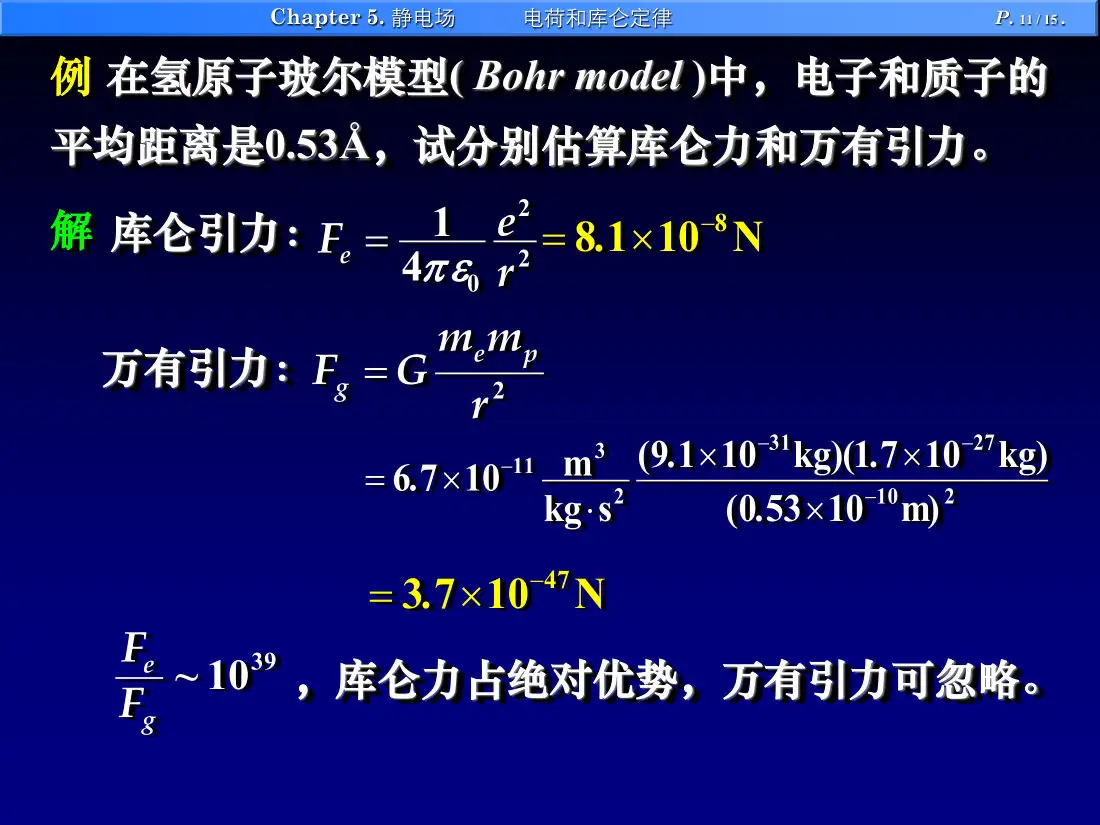 Chapter 5. 静电场 电荷和库仑定律 P. 11 / 15 .
例 在氢原子玻尔模型( Bohr model )中，电子和质子的
平均距离是0.53Å，试分别估算库仑力和万有引力。
解 库仑引力： F_e = \frac{1}{4πε_0} \frac{e^2}{r^2} = 8.1×10^{-8} N
万有引力： F_g = G \frac{m_e m_p}{r^2}
= 6.7×10^{-11} \frac{m^3}{kg·s^2} \frac{(9.1×10^{-31} kg)(1.7×10^{-27} kg)}{(0.53×10^{-10} m)^2}
= 3.7×10^{-47} N
\frac{F_e}{F_g} ~ 10^{39} ，库仑力占绝对优势，万有引力可忽略。